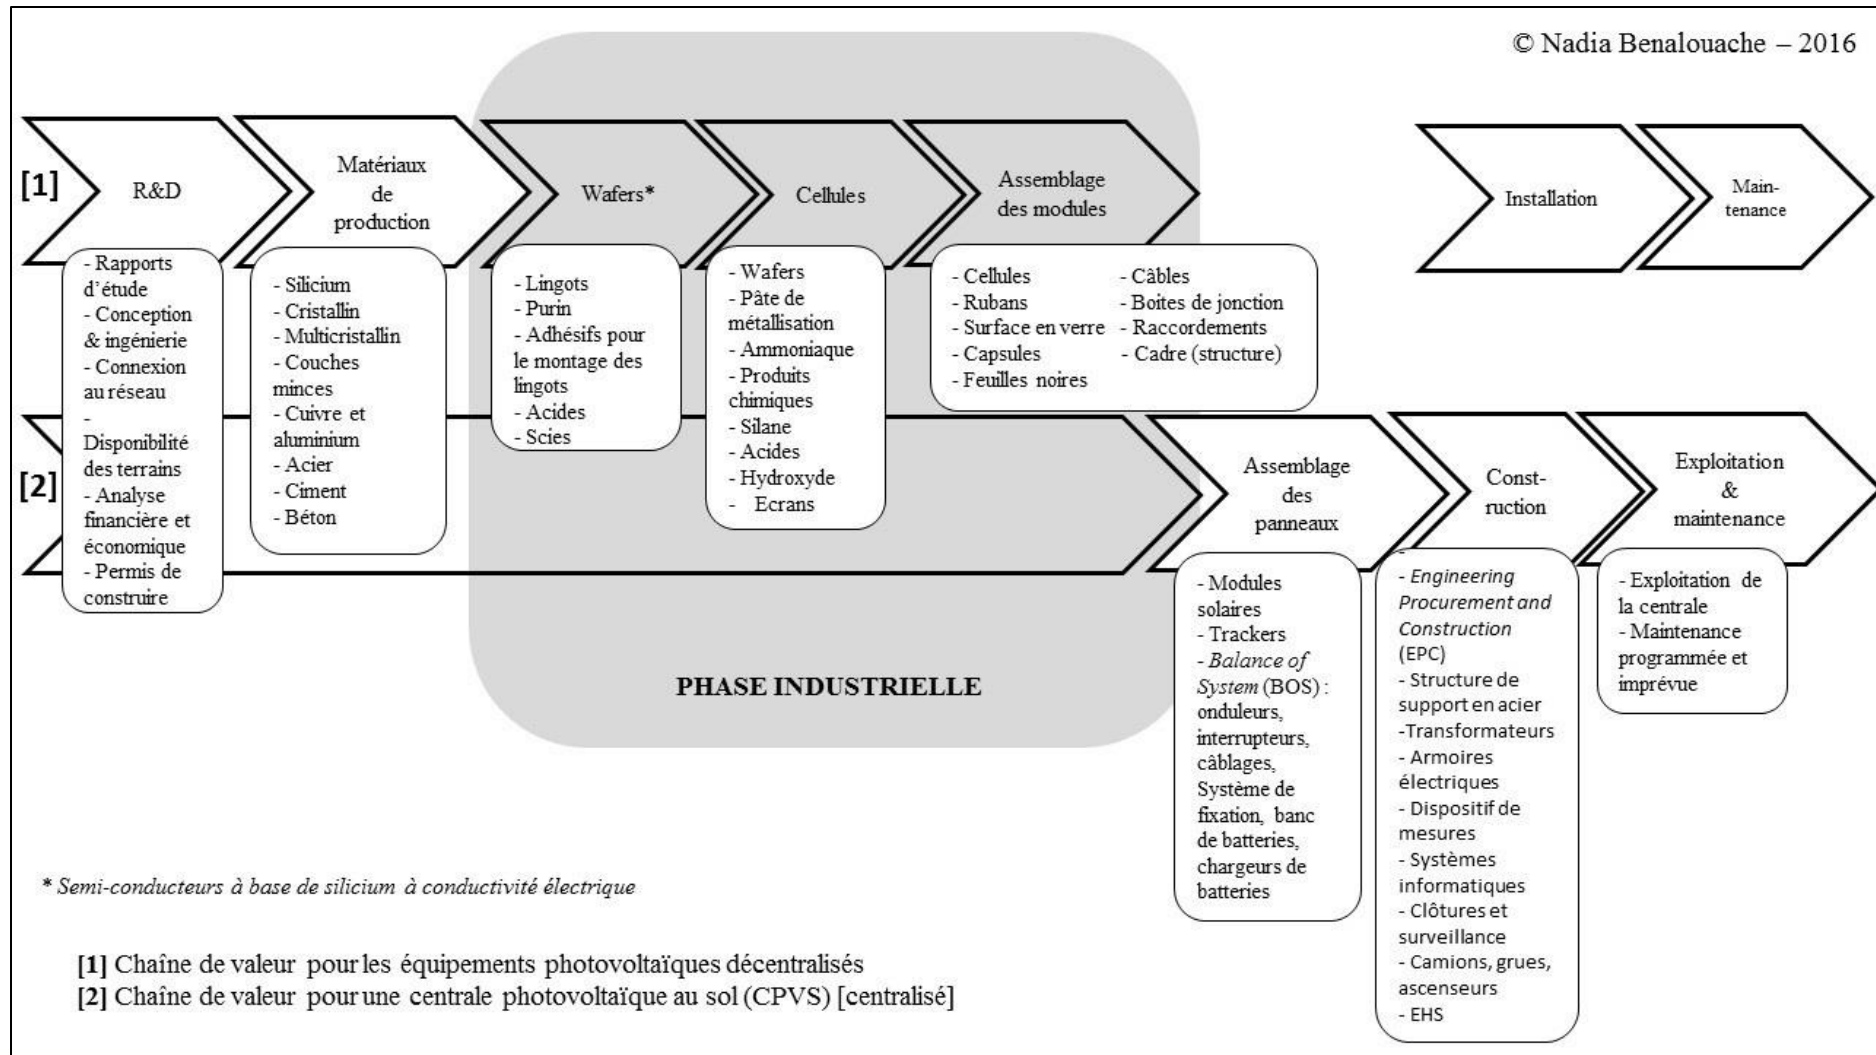 © Nadia Benalouache – 2016
[1]
R&D
Matériaux
de
production
Wafers*
Cellules
Assemblage
des modules
Installation
Main-
tenance
- Rapports
d’étude
- Conception
& ingénierie
- Connexion
au réseau
-
Disponibilité
des terrains
- Analyse
financière et
économique
- Permis de
construire
- Silicium
- Cristallin
- Multicristallin
- Couches
minces
- Cuivre et
aluminium
- Acier
- Ciment
- Béton
- Lingots
- Purin
- Adhésifs pour
le montage des
lingots
- Acides
- Scies
- Wafers
- Pâte de
métallisation
- Ammoniaque
- Produits
chimiques
- Silane
- Acides
- Hydroxyde
- Ecrans
- Cellules
- Rubans
- Surface en verre
- Capsules
- Feuilles noires
- Câbles
- Boites de jonction
- Raccordements
- Cadre (structure)
[2]
Assemblage
des
panneaux
Const-
ruction
Exploitation
&
maintenance
- Modules
solaires
- Trackers
- Balance of
System (BOS) :
onduleurs,
interrupteurs,
câblages,
Système de
fixation, banc
de batteries,
chargeurs de
batteries
-
- Engineering
Procurement and
Construction
(EPC)
- Structure de
support en acier
-Transformateurs
- Armoires
électriques
- Dispositif de
mesures
- Systèmes
informatiques
- Clôtures et
surveillance
- Camions, grues,
ascenseurs
- EHS
- Exploitation de
la centrale
- Maintenance
programmée et
imprévue
PHASE INDUSTRIELLE
* Semi-conducteurs à base de silicium à conductivité électrique
[1] Chaîne de valeur pour les équipements photovoltaïques décentralisés
[2] Chaîne de valeur pour une centrale photovoltaïque au sol (CPVS) [centralisé]